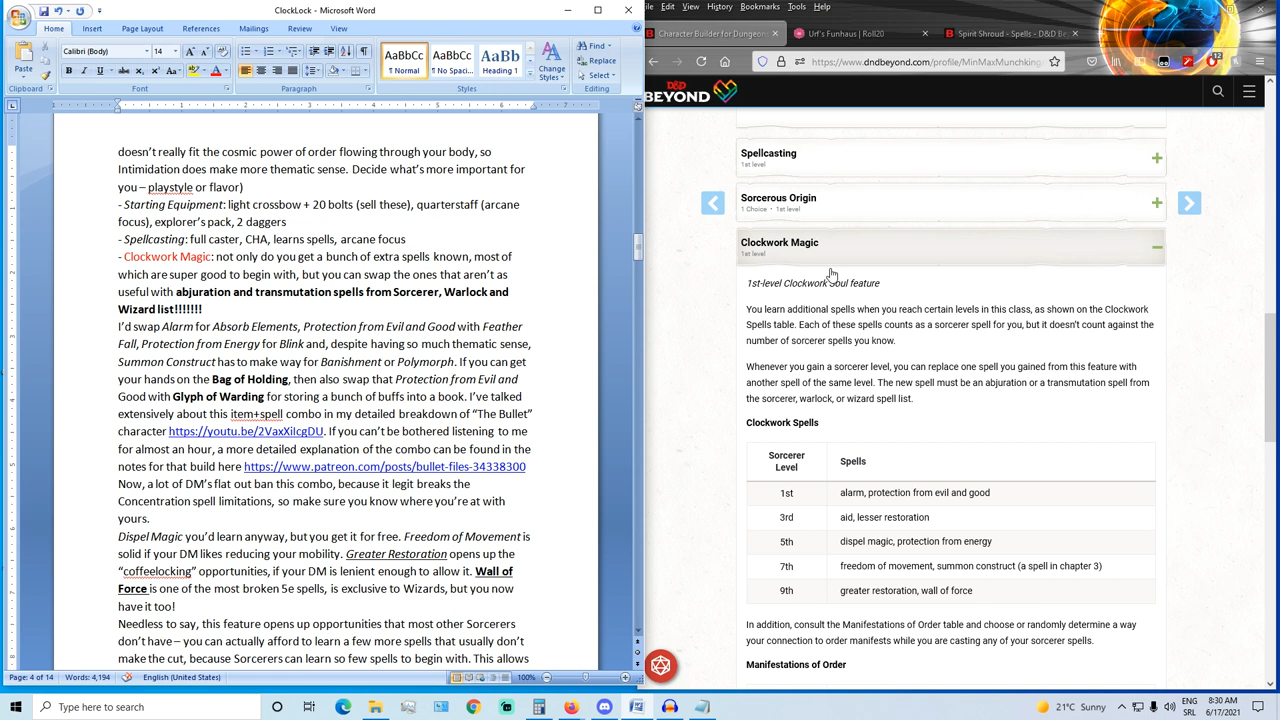 ClockLock - Microsoft Word
Home Insert Page Layout References Mailings Review View
Paste
Calibri (Body) 14
AaBbCc AaBbCc AaBb
¶ Normal ¶ No Spaci... Heading 1
Change Styles
Find
Replace
Select
Clipboard Font Paragraph Styles Editing
doesn't really fit the cosmic power of order flowing through your body, so
Intimidation does make more thematic sense. Decide what's more important for
you – playstyle or flavor)
- Starting Equipment: light crossbow + 20 bolts (sell these), quarterstaff (arcane
focus), explorer's pack, 2 daggers
- Spellcasting: full caster, CHA, learns spells, arcane focus
- Clockwork Magic: not only do you get a bunch of extra spells known, most of
which are super good to begin with, but you can swap the ones that aren't as
useful with abjuration and transmutation spells from Sorcerer, Warlock and
Wizard list!!!!!!!
I'd swap Alarm for Absorb Elements, Protection from Evil and Good with Feather
Fall, Protection from Energy for Blink and, despite having so much thematic sense,
Summon Construct has to make way for Banishment or Polymorph. If you can get
your hands on the Bag of Holding, then also swap that Protection from Evil and
Good with Glyph of Warding for storing a bunch of buffs into a book. I've talked
extensively about this item+spell combo in my detailed breakdown of "The Bullet"
character https://youtu.be/2VaxXiIcgDU. If you can't be bothered listening to me
for almost an hour, a more detailed explanation of the combo can be found in the
notes for that build here https://www.patreon.com/posts/bullet-files-34338300
Now, a lot of DM's flat out ban this combo, because it legit breaks the
Concentration spell limitations, so make sure you know where you're at with
yours.
Dispel Magic you'd learn anyway, but you get it for free. Freedom of Movement is
solid if your DM likes reducing your mobility. Greater Restoration opens up the
"coffeelocking" opportunities, if your DM is lenient enough to allow it. Wall of
Force is one of the most broken 5e spells, is exclusive to Wizards, but you now
have it too!
Needless to say, this feature opens up opportunities that most other Sorcerers
don't have – you can actually afford to learn a few more spells that usually don't
make the cut, because Sorcerers can learn so few spells to begin with. This allows
Page: 4 of 14 Words: 4,194 English (United States) 100%
File Edit View History Bookmarks Tools Help
Character Builder for Dungeon Urf's Funhaus | Roll20 Spirit Shroud - Spells - D&D Be
https://www.dndbeyond.com/profile/MinMaxMunchking
D&D
BEYOND
Spellcasting
1st level
Sorcerous Origin
1 Choice • 1st level
Clockwork Magic
1st level
1st-level Clockwork Soul feature
You learn additional spells when you reach certain levels in this class, as shown on the Clockwork
Spells table. Each of these spells counts as a sorcerer spell for you, but it doesn't count against the
number of sorcerer spells you know.
Whenever you gain a sorcerer level, you can replace one spell you gained from this feature with
another spell of the same level. The new spell must be an abjuration or a transmutation spell from
the sorcerer, warlock, or wizard spell list.
Clockwork Spells
Sorcerer Level Spells
1st alarm, protection from evil and good
3rd aid, lesser restoration
5th dispel magic, protection from energy
7th freedom of movement, summon construct (a spell in chapter 3)
9th greater restoration, wall of force
In addition, consult the Manifestations of Order table and choose or randomly determine a way
your connection to order manifests while you are casting any of your sorcerer spells.
Manifestations of Order
Type here to search
21°C Sunny
ENG
SRL
8:30 AM
6/17/2021